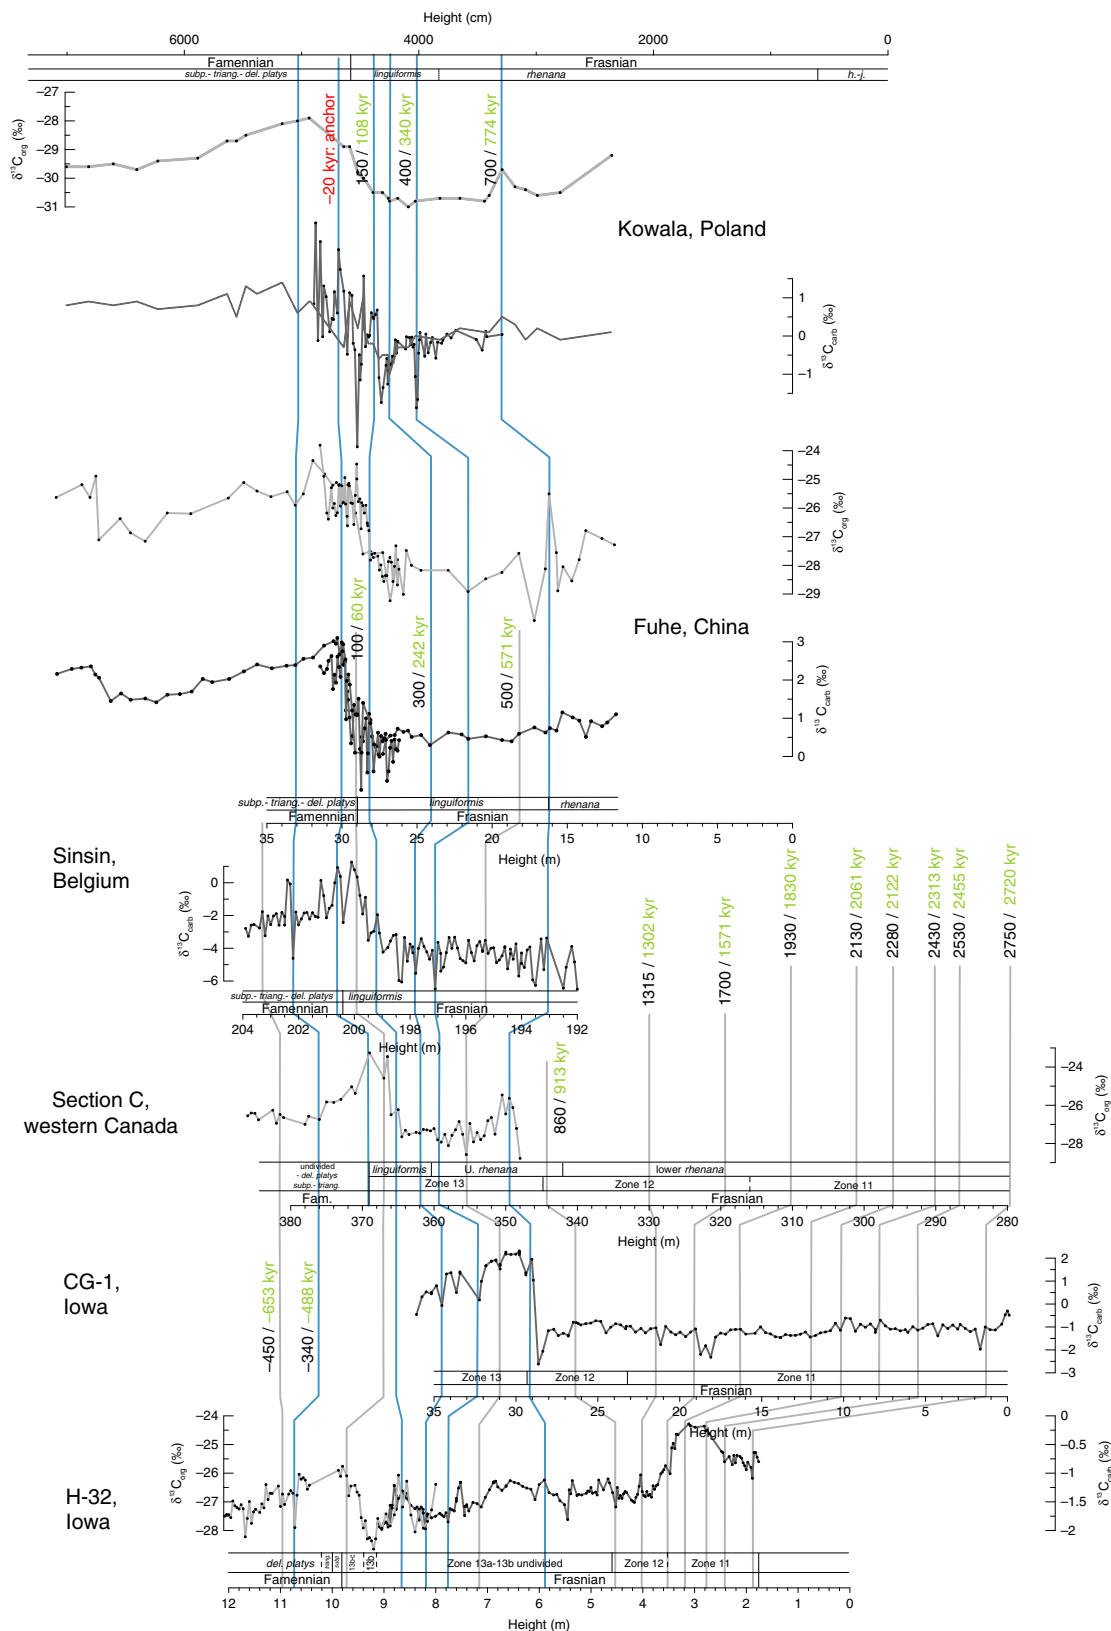 Height (cm)
6000 4000 2000 0
Famennian Frasnian
subp.- triang.- del. platys linguiformis rhenana h.-j.
−27
−28
−29
−30
−31
δ13Corg (‰)
−20 kyr: anchor
150 / 108 kyr
400 / 340 kyr
700 / 774 kyr
Kowala, Poland
1
0
−1
δ13Ccarb (‰)
−24
−25
−26
−27
−28
−29
δ13Corg (‰)
100 / 60 kyr
300 / 242 kyr
500 / 571 kyr
Fuhe, China
3
2
1
0
δ13Ccarb (‰)
subp.- triang.- del. platys linguiformis rhenana
Famennian Frasnian
35 30 25 20 15 10 5 0
Height (m)
Sinsin,
Belgium
0
−2
−4
−6
δ13Ccarb (‰)
subp.- triang.- del. platys linguiformis
Famennian Frasnian
204 202 200 198 196 194 192
Height (m)
1315 / 1302 kyr
1700 / 1571 kyr
1930 / 1830 kyr
2130 / 2061 kyr
2280 / 2122 kyr
2430 / 2313 kyr
2530 / 2455 kyr
2750 / 2720 kyr
860 / 913 kyr
Section C,
western Canada
−24
−26
−28
δ13Corg (‰)
undivided
- del. platys
subp.- triang.
linguiformis U. rhenana lower rhenana
Zone 13 Zone 12 Zone 11
Fam. Frasnian
380 370 360 350 340 330 320 310 300 290 280
Height (m)
CG-1,
Iowa
−450 / −653 kyr
−340 / −488 kyr
2
1
0
−1
−2
−3
δ13Ccarb (‰)
Zone 13 Zone 12 Zone 11
Frasnian
35 30 25 20 15 10 5 0
Height (m)
H-32,
Iowa
−24
−25
−26
−27
−28
δ13Corg (‰)
0
−0.5
−1
−1.5
−2
δ13Ccarb (‰)
del. platys triang. subp. 13b-c 13b Zone 13a-13b undivided Zone 12 Zone 11
Famennian Frasnian
12 11 10 9 8 7 6 5 4 3 2 1 0
Height (m)